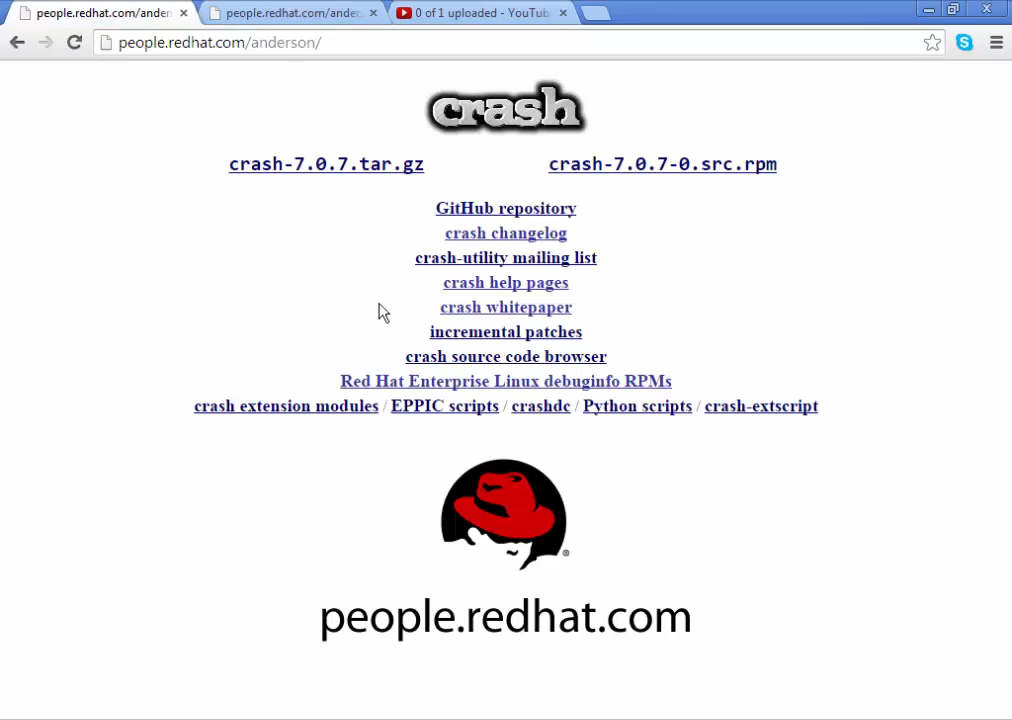 people.redhat.com/ander
people.redhat.com/ande
0 of 1 uploaded - YouTub
people.redhat.com/anderson/
crash
crash-7.0.7.tar.gz crash-7.0.7-0.src.rpm
GitHub repository
crash changelog
crash-utility mailing list
crash help pages
crash whitepaper
incremental patches
crash source code browser
Red Hat Enterprise Linux debuginfo RPMs
crash extension modules / EPPIC scripts / crashdc / Python scripts / crash-extscript
®
people.redhat.com